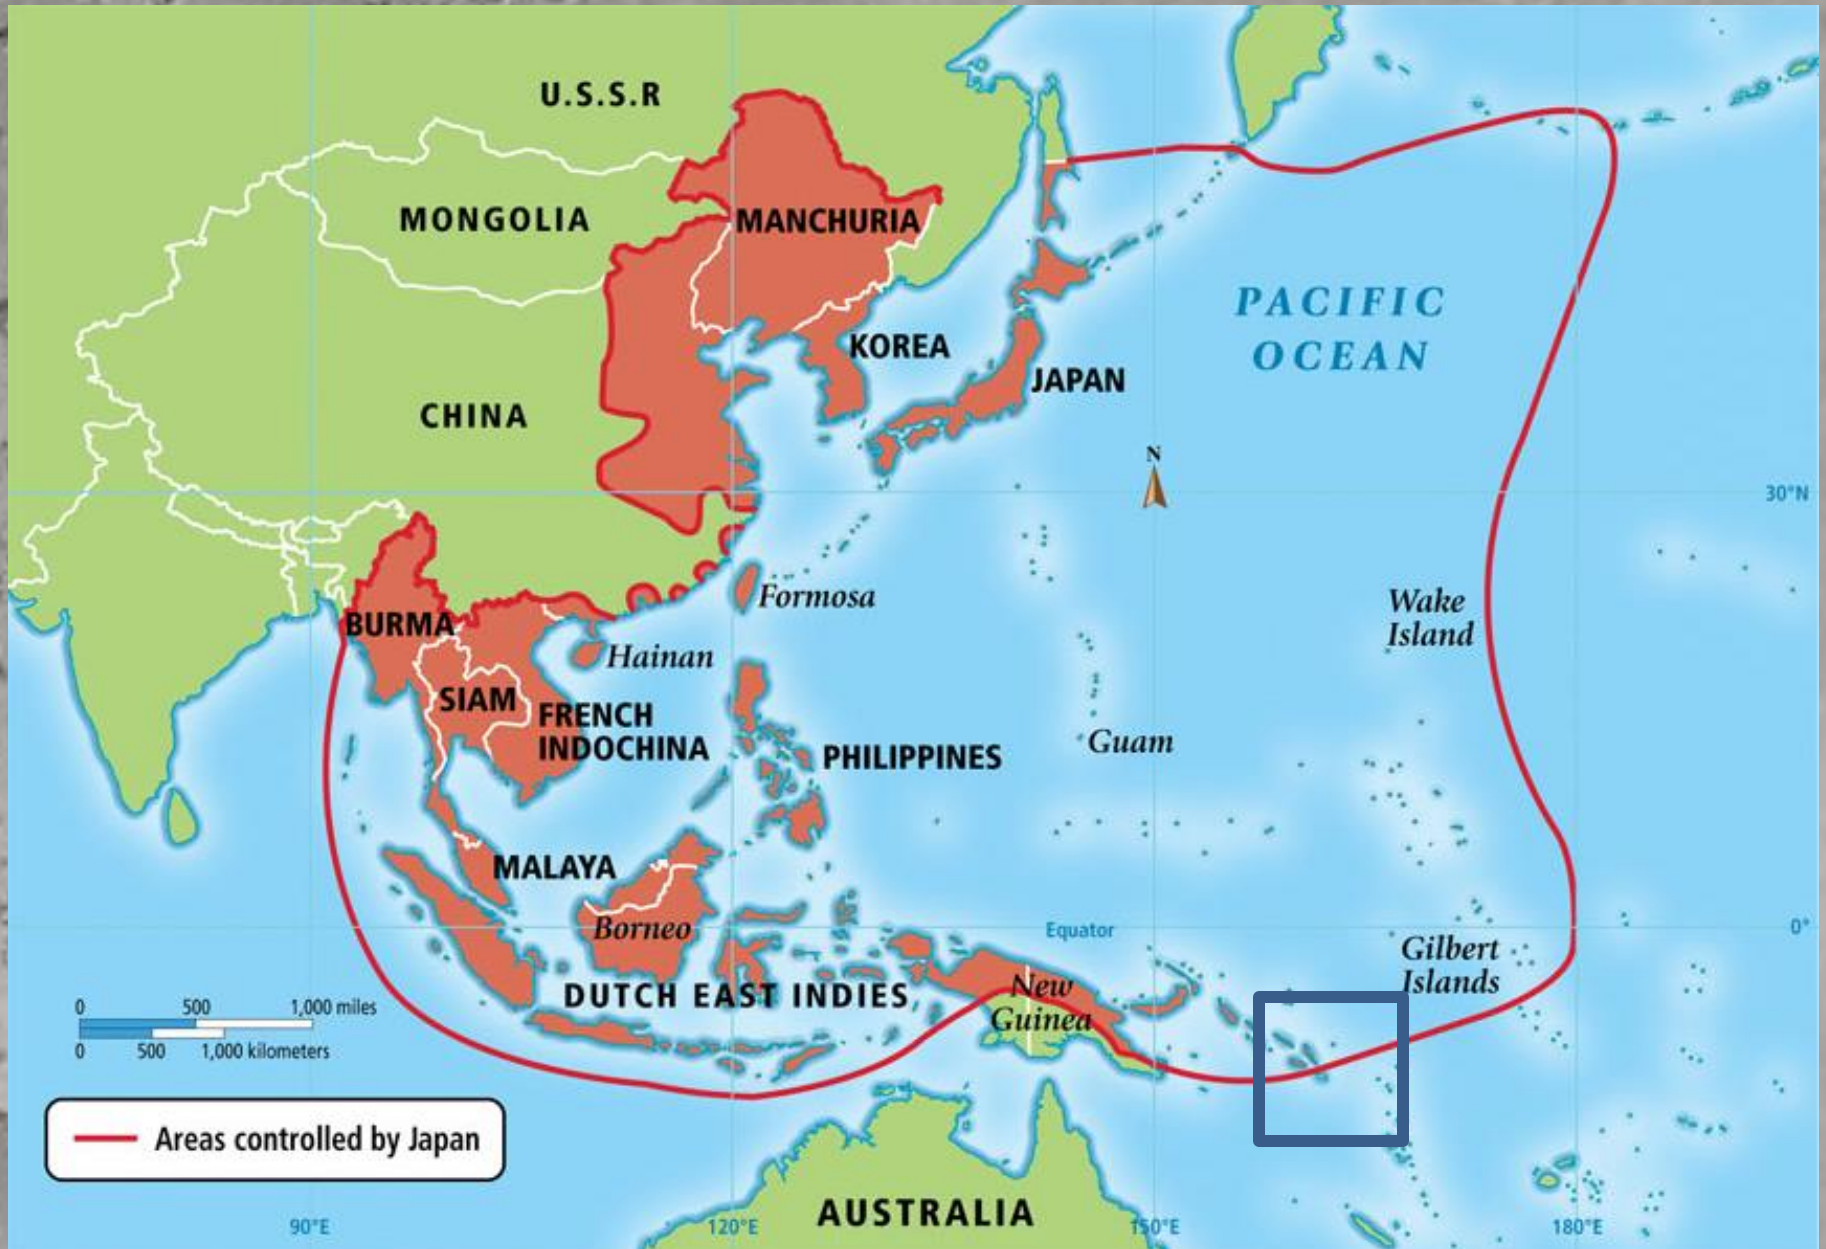 U.S.S.R
MONGOLIA
MANCHURIA
PACIFIC
OCEAN
KOREA
JAPAN
CHINA
N
30°N
Formosa
Wake
Island
BURMA
Hainan
SIAM
FRENCH
INDOCHINA
Guam
PHILIPPINES
MALAYA
Borneo
Equator
0°
Gilbert
Islands
New
Guinea
DUTCH EAST INDIES
0 500 1,000 miles
0 500 1,000 kilometers
Areas controlled by Japan
AUSTRALIA
90°E 120°E 150°E 180°E